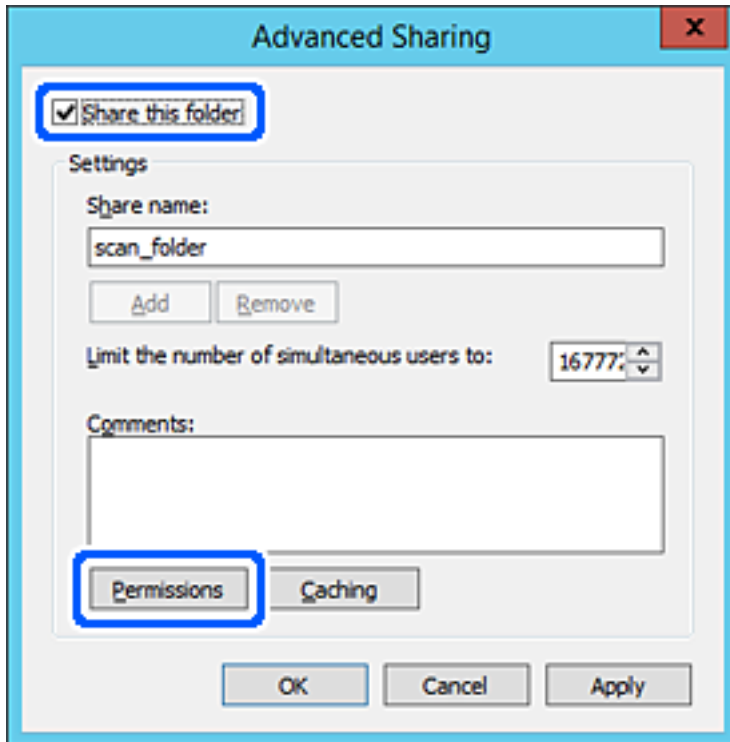 Advanced Sharing
x
Share this folder
Settings
Share name:
scan_folder
Add Remove
Limit the number of simultaneous users to:
Comments:
Permissions Caching
OK Cancel Apply